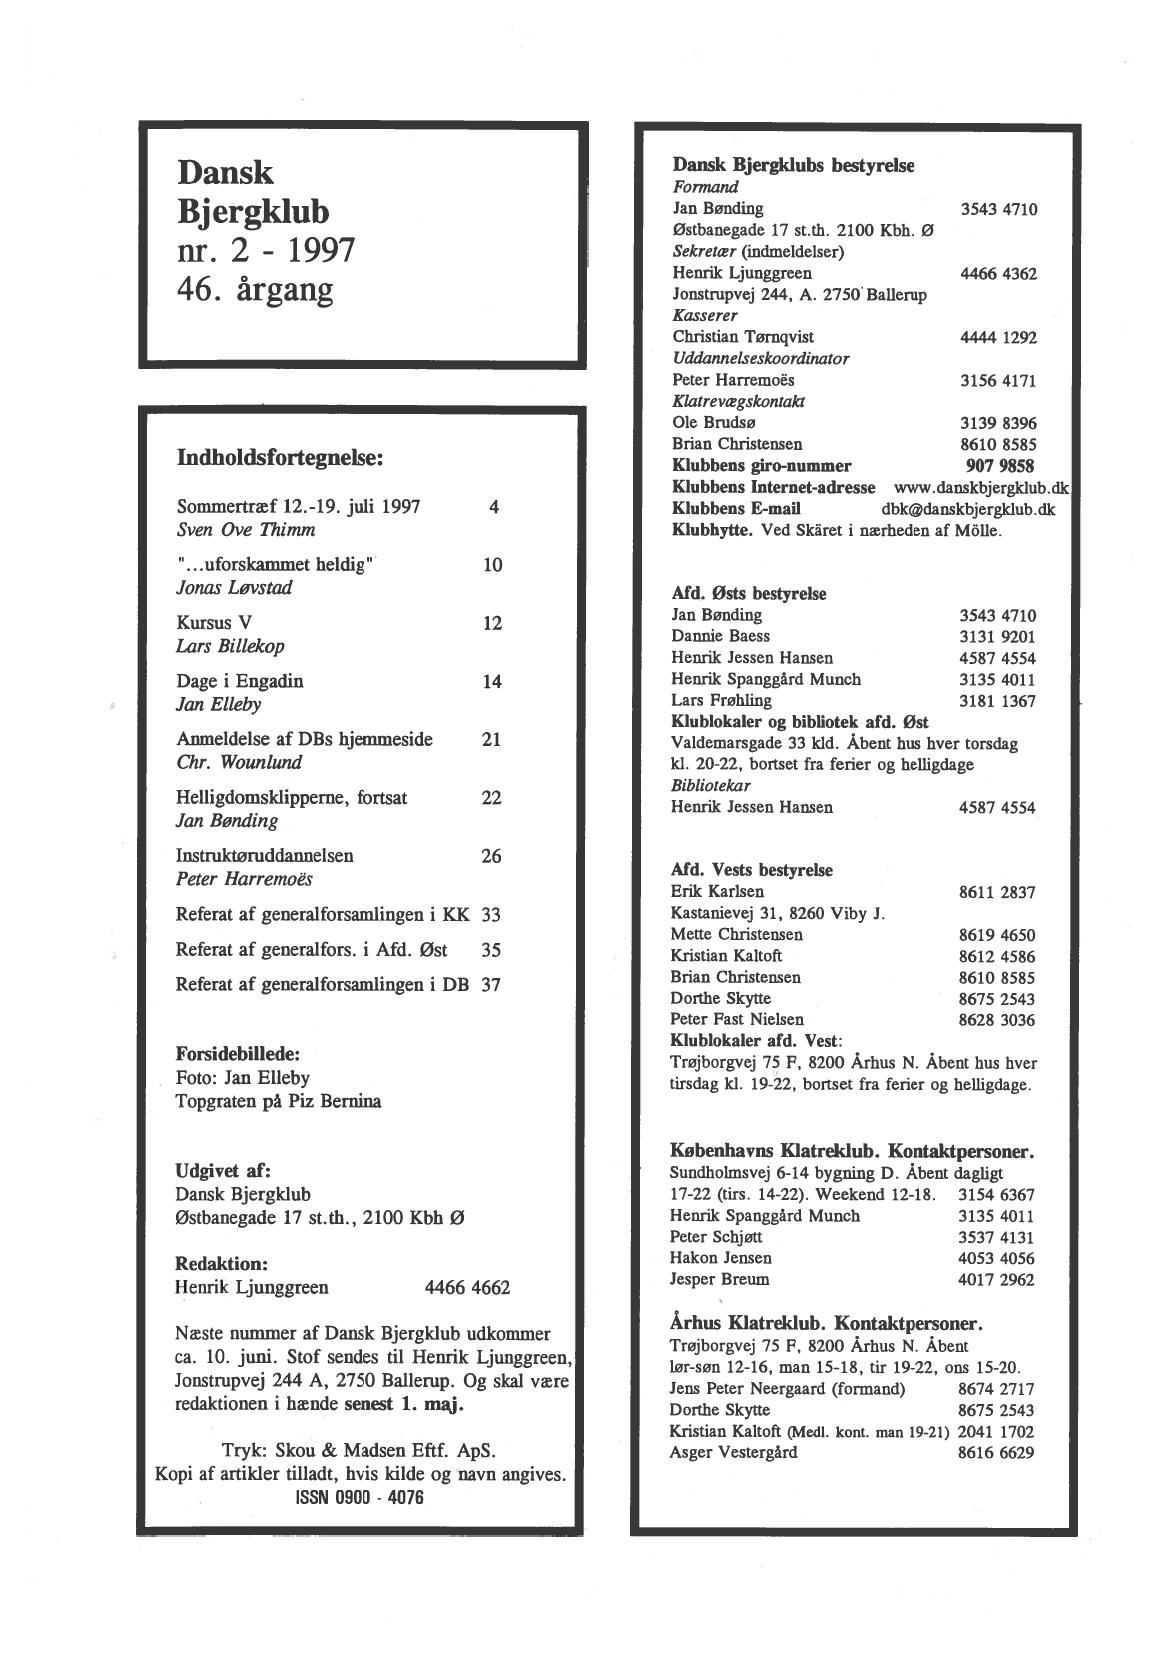 Dansk
Bjergklub
nr. 2 - 1997
46. årgang
Indholdsfortegnelse:
Sommertræf 12.-19. juli 1997 4
Sven Ove Thimm
"...uforskammet heldig" 10
Jonas Løvstad
Kursus V 12
Lars Billekop
Dage i Engadin 14
Jan Elleby
Anmeldelse af DBs hjemmeside 21
Chr. Wounlund
Helligdomsklipperne, fortsat 22
Jan Bønding
Instruktøruddannelsen 26
Peter Harremoës
Referat af generalforsamlingen i KK 33
Referat af generalfors. i Afd. Øst 35
Referat af generalforsamlingen i DB 37
Forsidebillede:
Foto: Jan Elleby
Topgraten på Piz Bernina
Udgivet af:
Dansk Bjergklub
Østbanegade 17 st.th., 2100 Kbh Ø
Redaktion:
Henrik Ljunggreen 4466 4662
Næste nummer af Dansk Bjergklub udkommer
ca. 10. juni. Stof sendes til Henrik Ljunggreen,
Jonstrupvej 244 A, 2750 Ballerup. Og skal være
redaktionen i hænde senest 1. maj.
Tryk: Skou & Madsen Eftf. ApS.
Kopi af artikler tilladt, hvis kilde og navn angives.
ISSN 0900 - 4076
Dansk Bjergklubs bestyrelse
Formand
Jan Bønding 3543 4710
Østbanegade 17 st.th. 2100 Kbh. Ø
Sekretær (indmeldelser)
Henrik Ljunggreen 4466 4362
Jonstrupvej 244, A. 2750 Ballerup
Kasserer
Christian Tørnqvist 4444 1292
Uddannelseskoordinator
Peter Harremoës 3156 4171
Klatrevægskontakt
Ole Brudsø 3139 8396
Brian Christensen 8610 8585
Klubbens giro-nummer 907 9858
Klubbens Internet-adresse www.danskbjergklub.dk
Klubbens E-mail dbk@danskbjergklub.dk
Klubhytte. Ved Skäret i nærheden af Mölle.
Afd. Østs bestyrelse
Jan Bønding 3543 4710
Dannie Baess 3131 9201
Henrik Jessen Hansen 4587 4554
Henrik Spanggård Munch 3135 4011
Lars Frøhling 3181 1367
Klublokaler og bibliotek afd. Øst
Valdemarsgade 33 kld. Åbent hus hver torsdag
kl. 20-22, bortset fra ferier og helligdage
Bibliotekar
Henrik Jessen Hansen 4587 4554
Afd. Vests bestyrelse
Erik Karlsen 8611 2837
Kastanievej 31, 8260 Viby J.
Mette Christensen 8619 4650
Kristian Kaltoft 8612 4586
Brian Christensen 8610 8585
Dorthe Skytte 8675 2543
Peter Fast Nielsen 8628 3036
Klublokaler afd. Vest:
Trøjborgvej 75 F, 8200 Århus N. Åbent hus hver
tirsdag kl. 19-22, bortset fra ferier og helligdage.
Københavns Klatreklub. Kontaktpersoner.
Sundholmsvej 6-14 bygning D. Åbent dagligt
17-22 (tirs. 14-22). Weekend 12-18. 3154 6367
Henrik Spanggård Munch 3135 4011
Peter Schjøtt 3537 4131
Hakon Jensen 4053 4056
Jesper Breum 4017 2962
Århus Klatreklub. Kontaktpersoner.
Trøjborgvej 75 F, 8200 Århus N. Åbent
lør-søn 12-16, man 15-18, tir 19-22, ons 15-20.
Jens Peter Neergaard (formand) 8674 2717
Dorthe Skytte 8675 2543
Kristian Kaltoft (Medl. kont. man 19-21) 2041 1702
Asger Vestergård 8616 6629